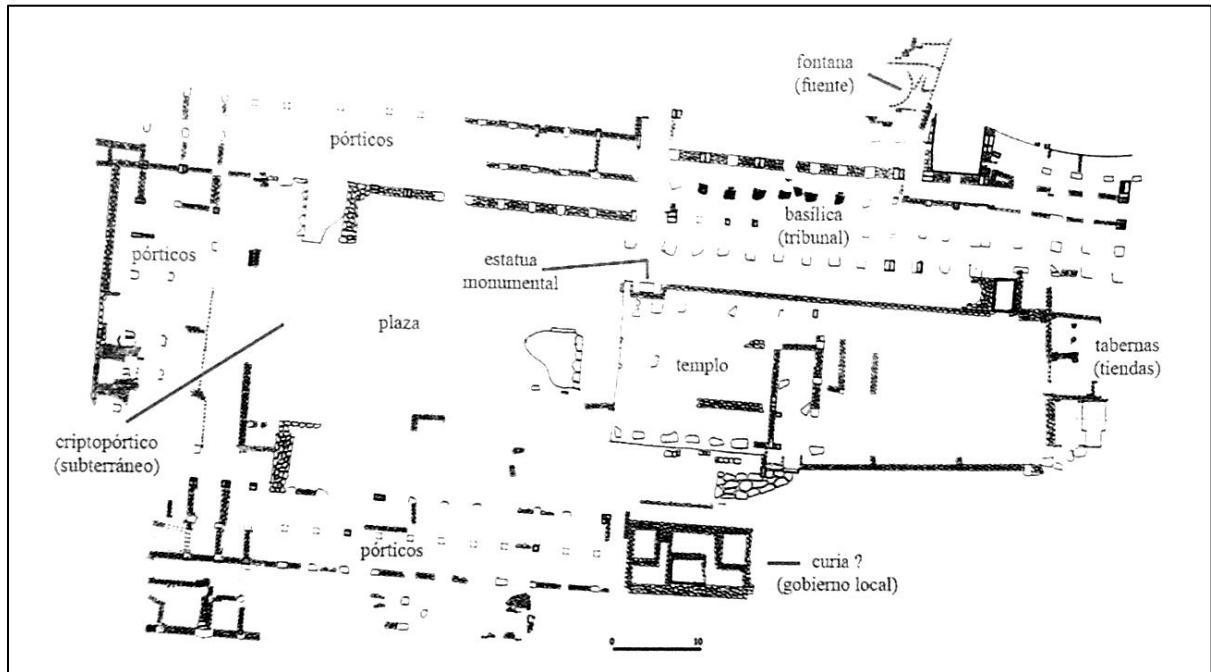 fontana
(fuente)
pórticos
basílica
(tribunal)
pórticos
estatua
monumental
plaza
templo
tabernas
(tiendas)
criptopórtico
(subterráneo)
pórticos
curia ?
(gobierno local)
0 10